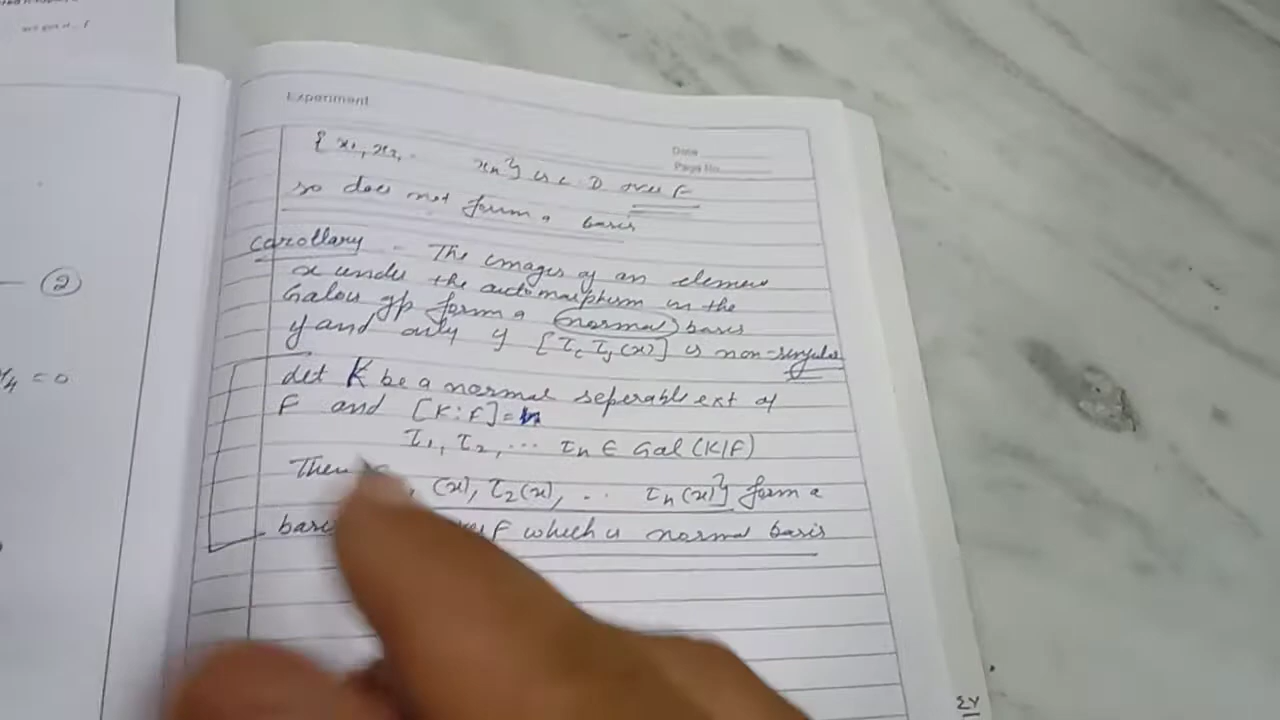 Experiment
Date
Page No.
{x1, x2, . xn} is L.D over F
so does not form a basis
Corollary - The images of an element
x under the automorphism in the
Galois gp form a normal basis
if and only if [τi τj(x)] is non-singular
Let K be a normal seperable ext of
F and [K:F]=n
τ1, τ2, ... τn ∈ Gal(K/F)
Then (x), τ2(x), .. τn(x)} form a
basis F which is normal basis
②
=0